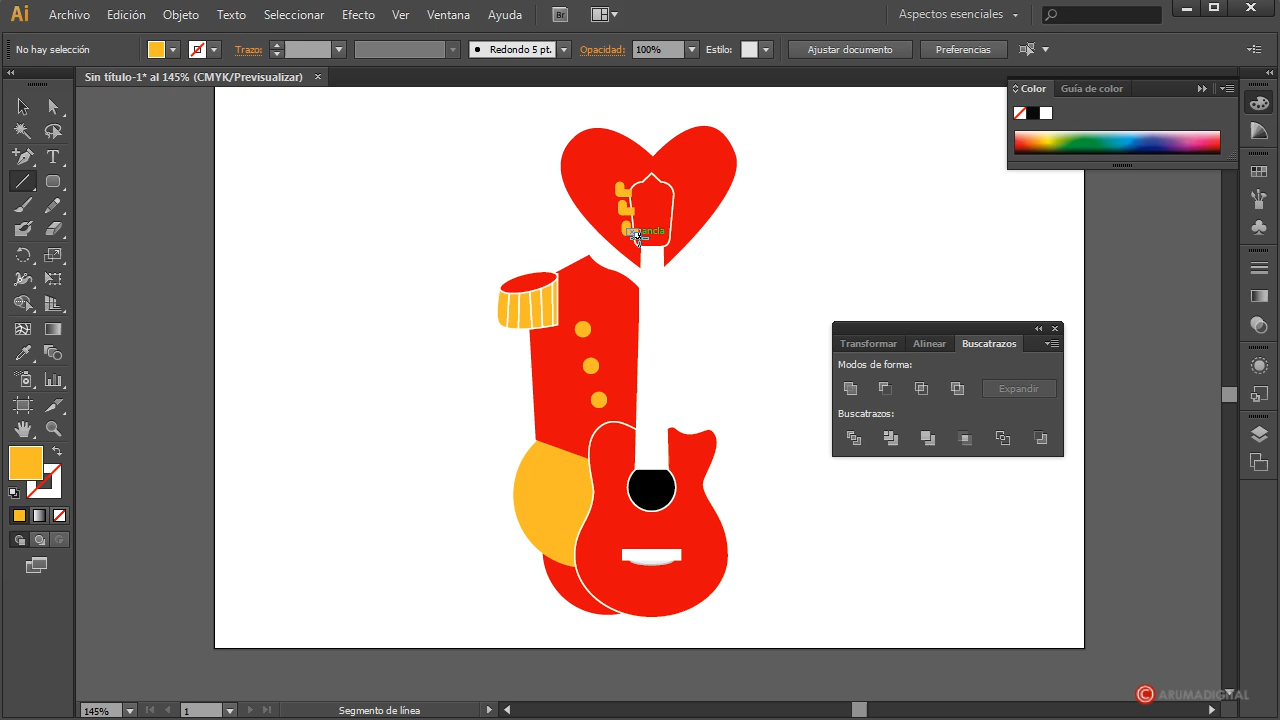 Ai Archivo Edición Objeto Texto Seleccionar Efecto Ver Ventana Ayuda Br Aspectos esenciales
No hay selección Trazo: Redondo 5 pt. Opacidad: 100% Estilo: Ajustar documento Preferencias
Sin título-1* al 145% (CMYK/Previsualizar)
Color Guía de color
ancla
Transformar Alinear Buscatrazos
Modos de forma:
Expandir
Buscatrazos:
© ARUMADIGITAL
145% 1 Segmento de línea